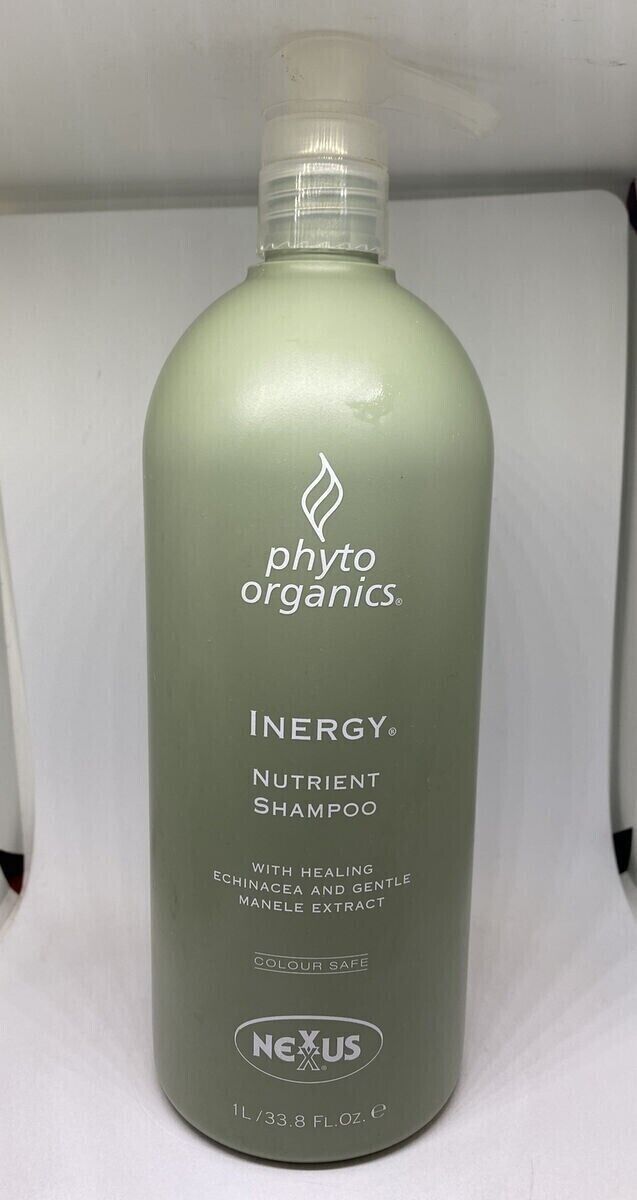 phyto
organics®
INERGY®
NUTRIENT
SHAMPOO
WITH HEALING
ECHINACEA AND GENTLE
MANELE EXTRACT
COLOUR SAFE
NEXXUS®
1L/33.8 FL.OZ. ℮